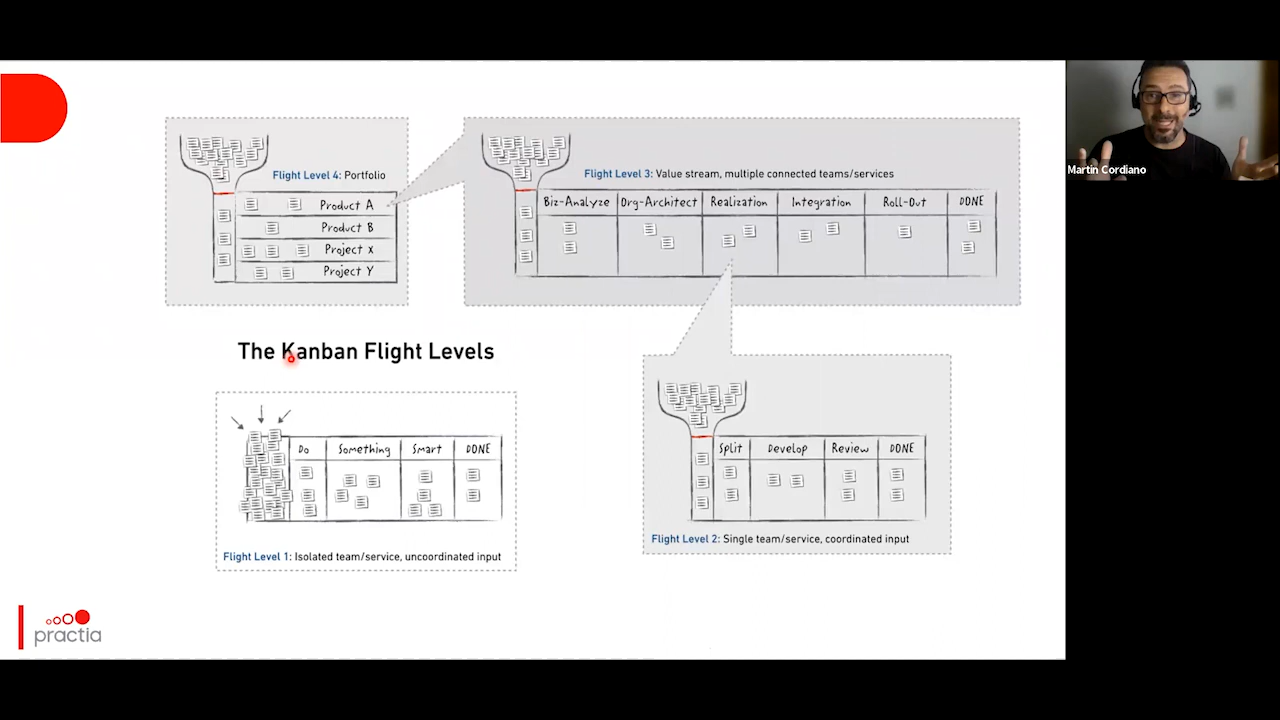 Martin Cordiano
Flight Level 4: Portfolio
Product A
Product B
Project X
Project Y
Flight Level 3: Value stream, multiple connected teams/services
Biz-Analyze Org-Architect Realization Integration Roll-Out DONE
The Kanban Flight Levels
Do Something Smart DONE
Flight Level 1: Isolated team/service, uncoordinated input
Split Develop Review DONE
Flight Level 2: Single team/service, coordinated input
practia